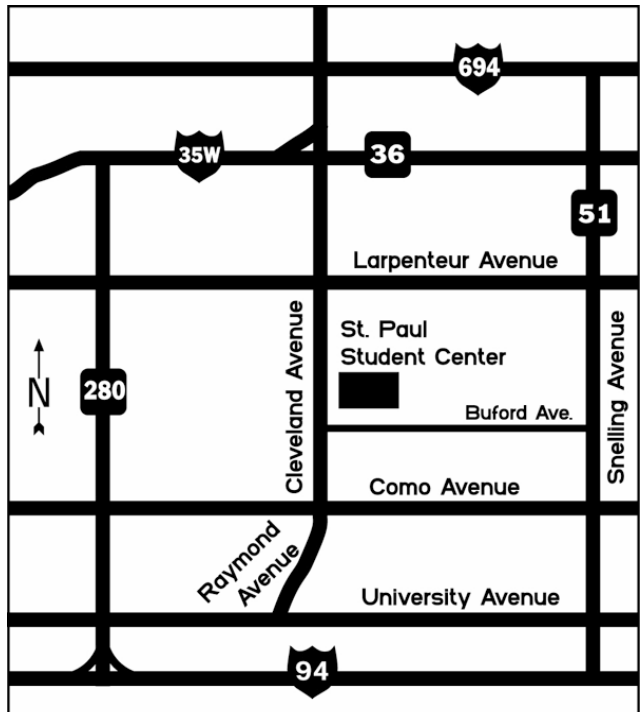 694
35W
36
51
Larpenteur Avenue
St. Paul
Student Center
Cleveland Avenue
Snelling Avenue
N
280
Buford Ave.
Como Avenue
Raymond
Avenue
University Avenue
94